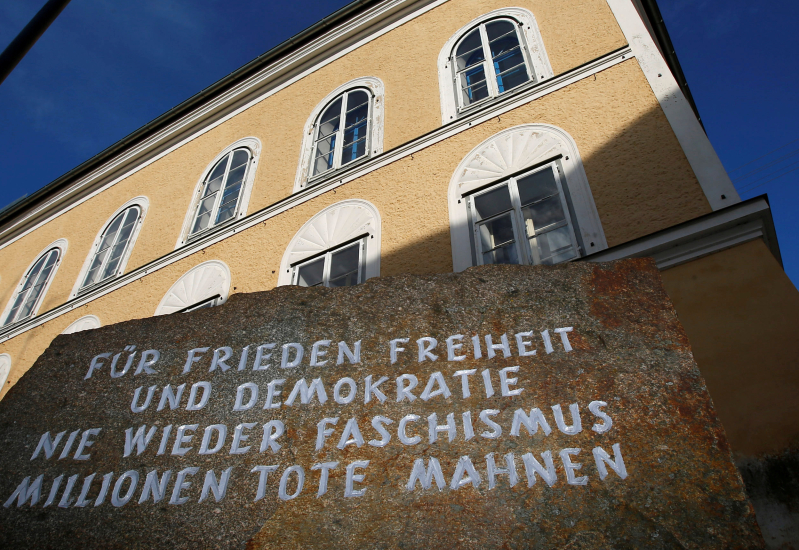 FÜR FRIEDEN FREIHEIT
UND DEMOKRATIE
NIE WIEDER FASCHISMUS
MILLIONEN TOTE MAHNEN